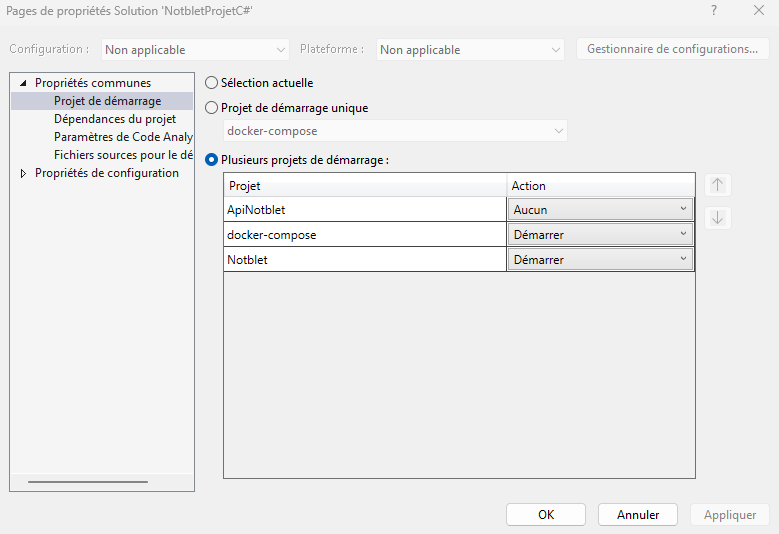 Pages de propriétés Solution 'NotbletProjetC#'
?
Configuration : Non applicable Plateforme : Non applicable Gestionnaire de configurations...
Propriétés communes
Projet de démarrage
Dépendances du projet
Paramètres de Code Analy
Fichiers sources pour le dé
Propriétés de configuration
Sélection actuelle
Projet de démarrage unique
docker-compose
Plusieurs projets de démarrage :
Projet Action
ApiNotblet Aucun
docker-compose Démarrer
Notblet Démarrer
OK Annuler Appliquer